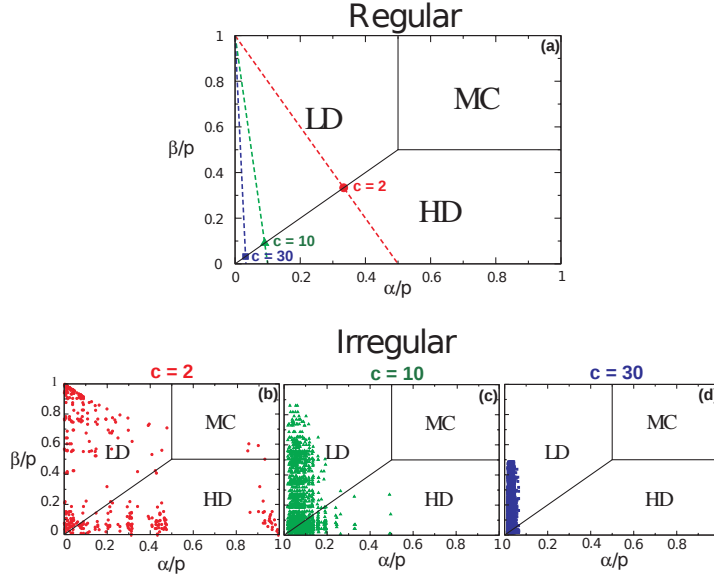 Regular
(a)
1
0.8
0.6
0.4
0.2
0
β/p
LD
MC
HD
c = 2
c = 10
c = 30
0 0.2 0.4 0.6 0.8 1
α/p
Irregular
c = 2
c = 10
c = 30
(b)
(c)
(d)
1
0.8
0.6
0.4
0.2
0
β/p
LD
MC
HD
LD
MC
HD
LD
MC
HD
0 0.2 0.4 0.6 0.8 1
0 0.2 0.4 0.6 0.8 1
0 0.2 0.4 0.6 0.8 1
α/p
α/p
α/p